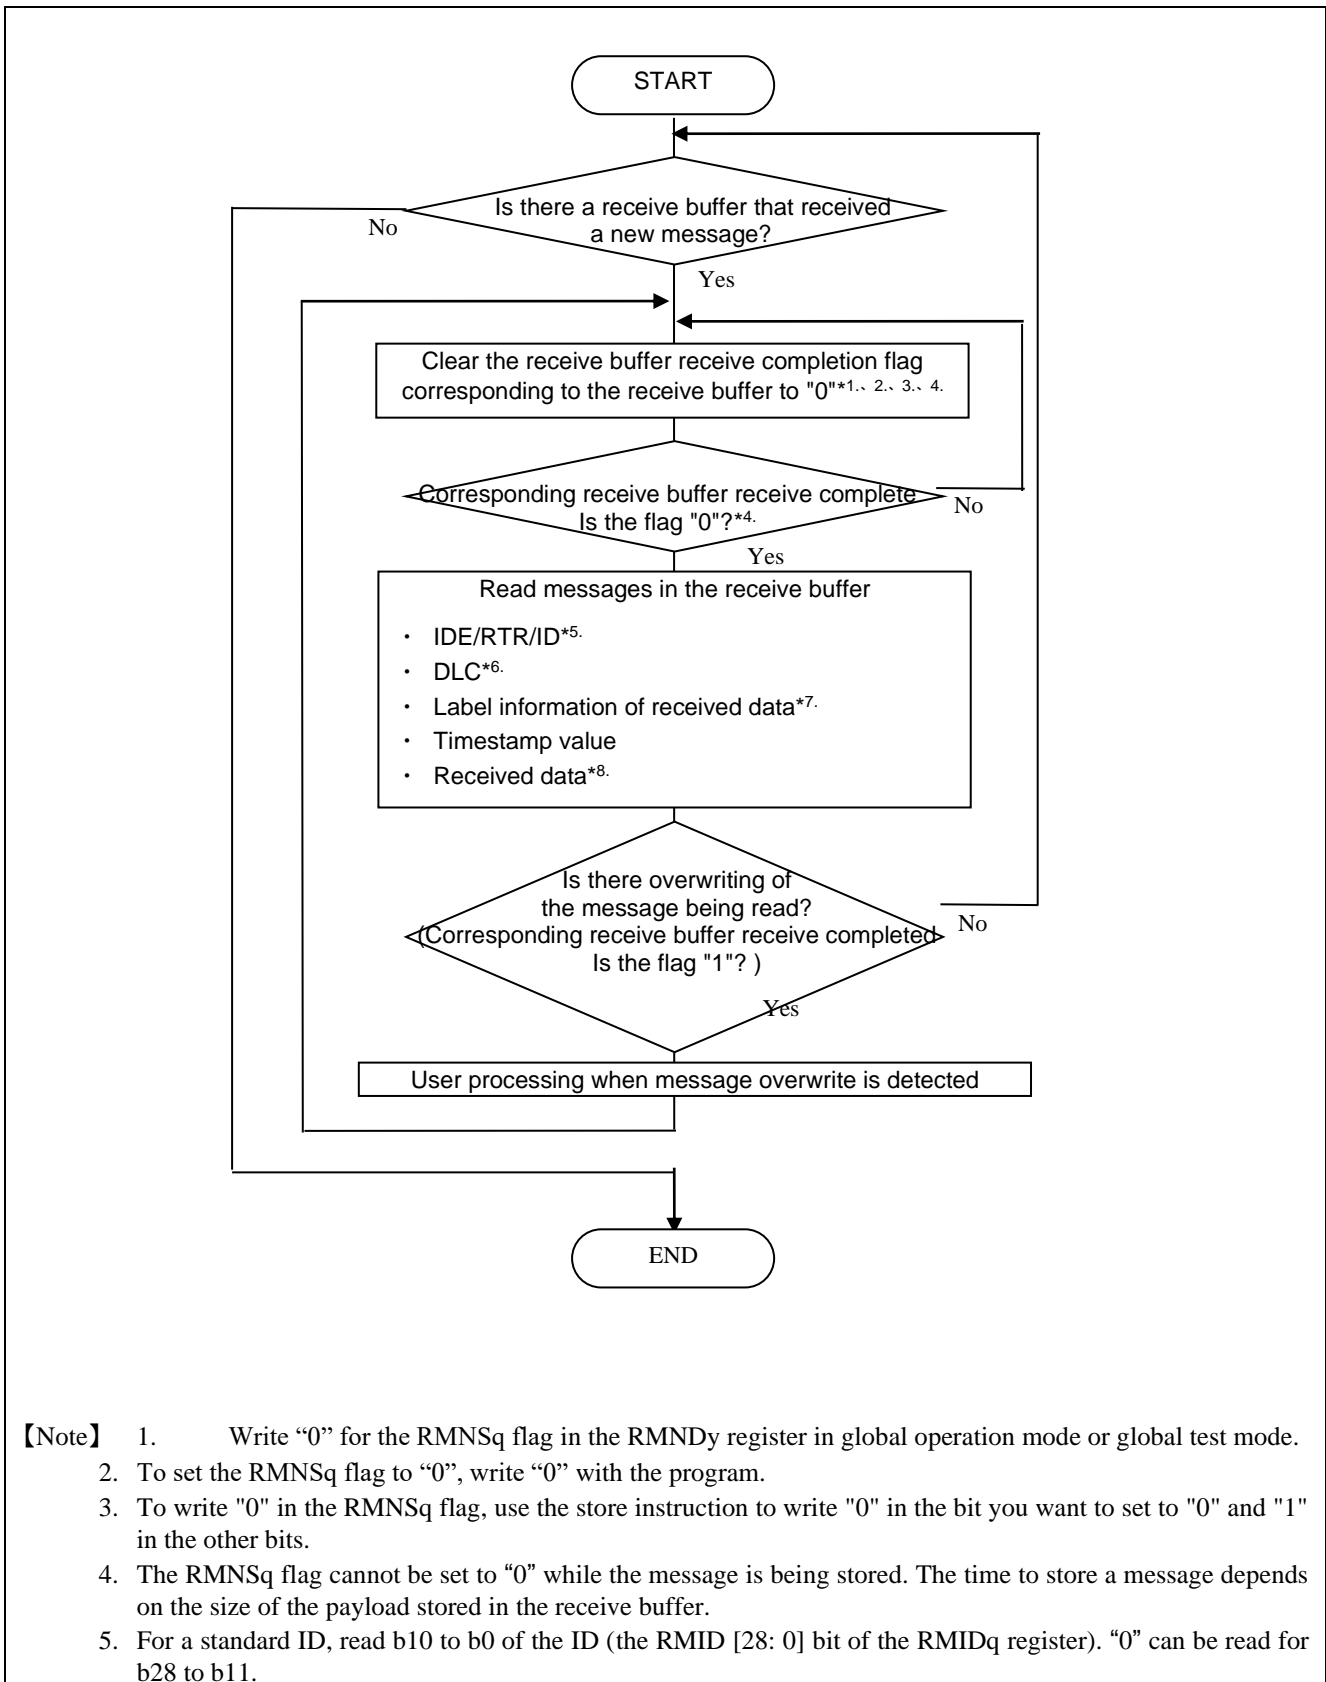 START
Is there a receive buffer that received
a new message?
No
Yes
Clear the receive buffer receive completion flag
corresponding to the receive buffer to "0"*1.、2.、3.、4.
Corresponding receive buffer receive complete
Is the flag "0"?*4.
No
Yes
Read messages in the receive buffer
・ IDE/RTR/ID*5.
・ DLC*6.
・ Label information of received data*7.
・ Timestamp value
・ Received data*8.
Is there overwriting of
the message being read?
(Corresponding receive buffer receive completed
Is the flag "1"? )
No
Yes
User processing when message overwrite is detected
END
【Note】 1. Write “0” for the RMNSq flag in the RMNDy register in global operation mode or global test mode.
2. To set the RMNSq flag to “0”, write “0” with the program.
3. To write "0" in the RMNSq flag, use the store instruction to write "0" in the bit you want to set to "0" and "1"
in the other bits.
4. The RMNSq flag cannot be set to “0” while the message is being stored. The time to store a message depends
on the size of the payload stored in the receive buffer.
5. For a standard ID, read b10 to b0 of the ID (the RMID [28: 0] bit of the RMIDq register). “0” can be read for
b28 to b11.